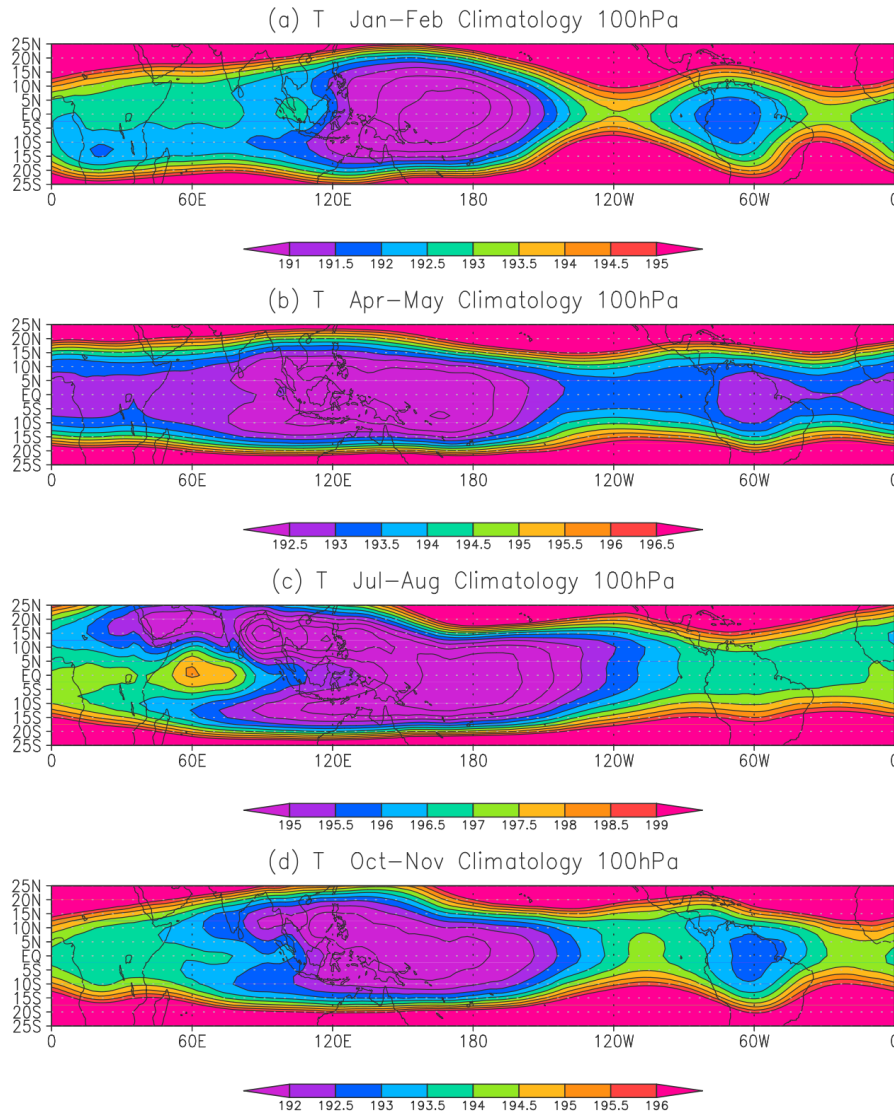 (a) T Jan-Feb Climatology 100hPa
25N
20N
15N
10N
5N
EQ
5S
10S
15S
20S
25S
0 60E 120E 180 120W 60W 0
191 191.5 192 192.5 193 193.5 194 194.5 195
(b) T Apr-May Climatology 100hPa
25N
20N
15N
10N
5N
EQ
5S
10S
15S
20S
25S
0 60E 120E 180 120W 60W 0
192.5 193 193.5 194 194.5 195 195.5 196 196.5
(c) T Jul-Aug Climatology 100hPa
25N
20N
15N
10N
5N
EQ
5S
10S
15S
20S
25S
0 60E 120E 180 120W 60W 0
195 195.5 196 196.5 197 197.5 198 198.5 199
(d) T Oct-Nov Climatology 100hPa
25N
20N
15N
10N
5N
EQ
5S
10S
15S
20S
25S
0 60E 120E 180 120W 60W 0
192 192.5 193 193.5 194 194.5 195 195.5 196